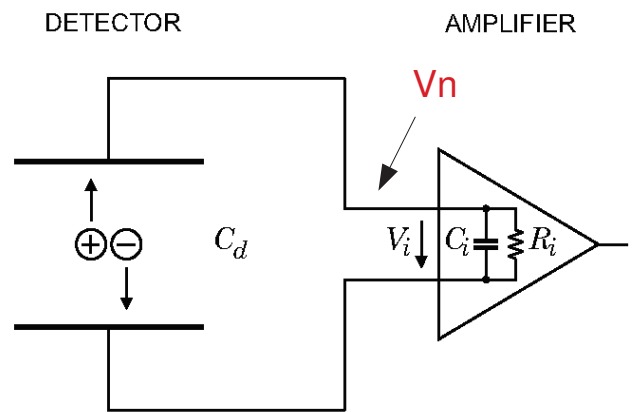 DETECTOR
AMPLIFIER
Vn
C_d
V_i
C_i
R_i